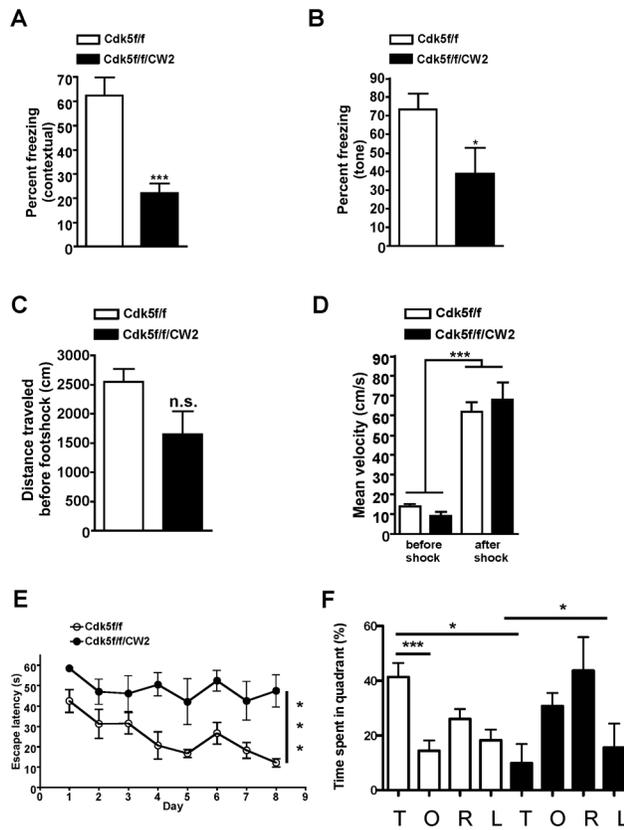 A
Cdk5f/f
Cdk5f/f/CW2
Percent freezing
(contextual)
70
60
50
40
30
20
10
0
***
B
Cdk5f/f
Cdk5f/f/CW2
Percent freezing
(tone)
90
80
70
60
50
40
30
20
10
0
*
C
Cdk5f/f
Cdk5f/f/CW2
Distance traveled
before footshock (cm)
3000
2500
2000
1500
1000
500
0
n.s.
D
Cdk5f/f
Cdk5f/f/CW2
Mean velocity (cm/s)
90
80
70
60
50
40
30
20
10
0
***
before
shock
after
shock
E
Cdk5f/f
Cdk5f/f/CW2
Escape latency (s)
60
50
40
30
20
10
0
0 1 2 3 4 5 6 7 8 9
Day
*
*
*
F
Time spent in quadrant (%)
60
40
20
0
*
***
*
T O R L T O R L